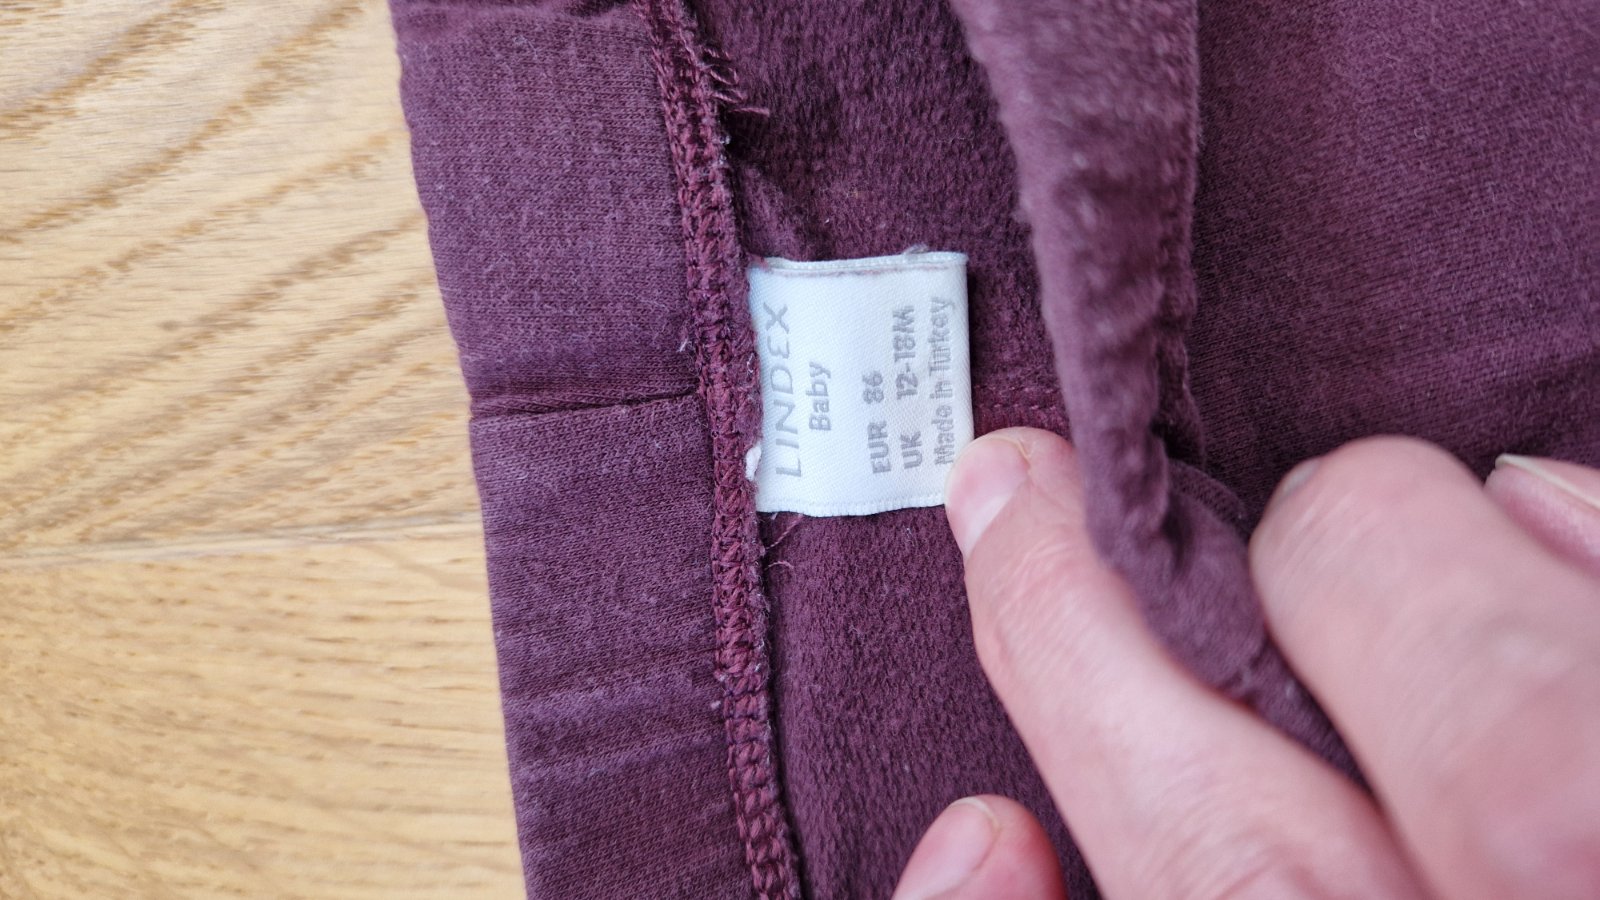 LINDEX
Baby
EUR 86
UK 12-18M
Made in Turkey